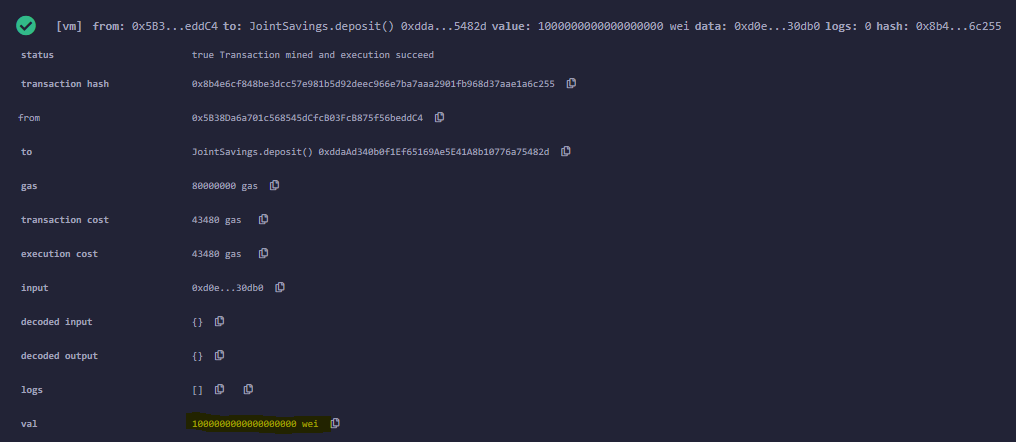 [vm] from: 0x5B3...eddC4 to: JointSavings.deposit() 0xdda...5482d value: 1000000000000000000 wei data: 0xd0e...30db0 logs: 0 hash: 0x8b4...6c255
status true Transaction mined and execution succeed
transaction hash 0x8b4e6cf848be3dcc57e981b5d92deec966e7ba7aaa2901fb968d37aae1a6c255
from 0x5B38Da6a701c568545dCfcB03FcB875f56beddC4
to JointSavings.deposit() 0xddaAd340b0f1Ef65169Ae5E41A8b10776a75482d
gas 80000000 gas
transaction cost 43480 gas
execution cost 43480 gas
input 0xd0e...30db0
decoded input {}
decoded output {}
logs []
val 1000000000000000000 wei